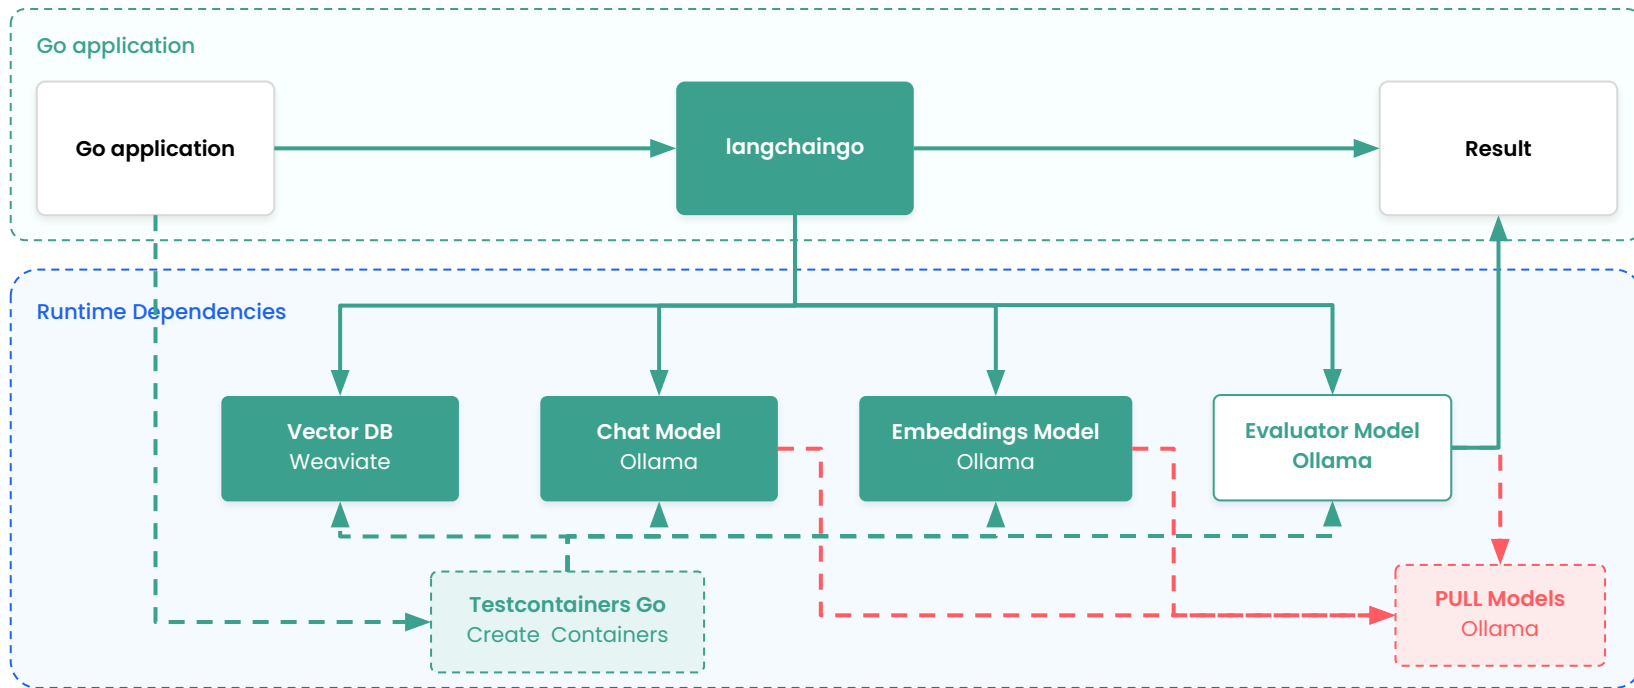 Go application
Go application
langchaingo
Result
Runtime Dependencies
Vector DB
Weaviate
Chat Model
Ollama
Embeddings Model
Ollama
Evaluator Model
Ollama
Testcontainers Go
Create Containers
PULL Models
Ollama